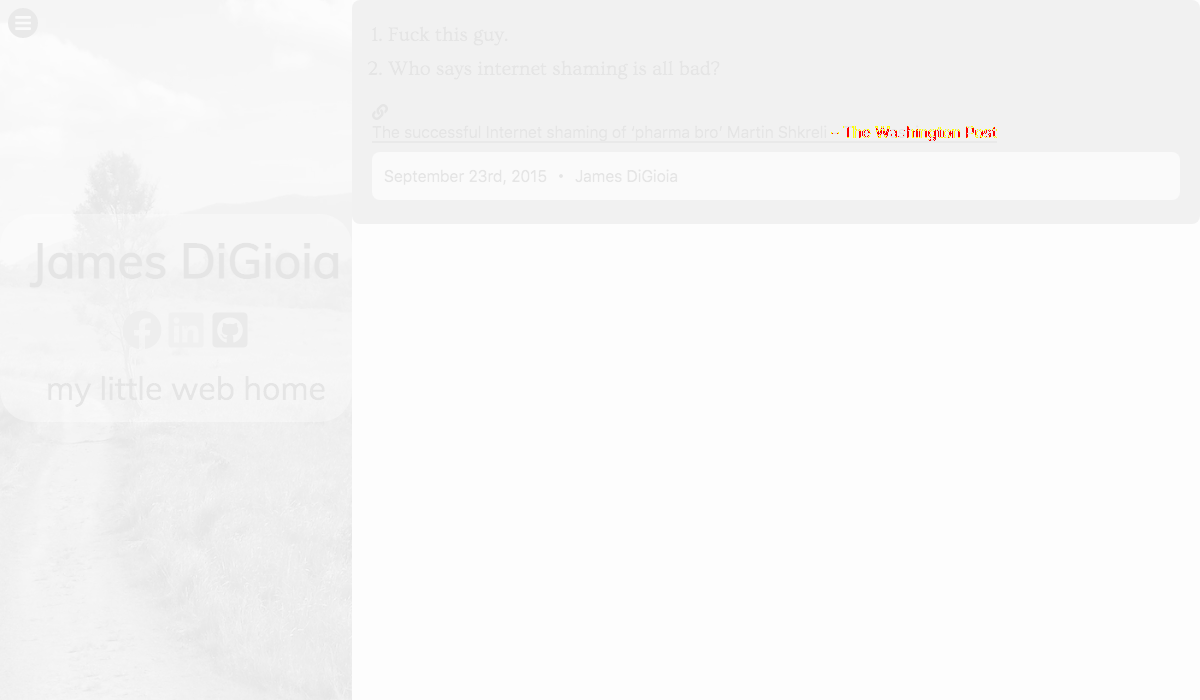 1. Fuck this guy.
2. Who says internet shaming is all bad?
The successful Internet shaming of ‘pharma bro’ Martin Shkreli - The Washington Post
September 23rd, 2015 • James DiGioia
James DiGioia
my little web home